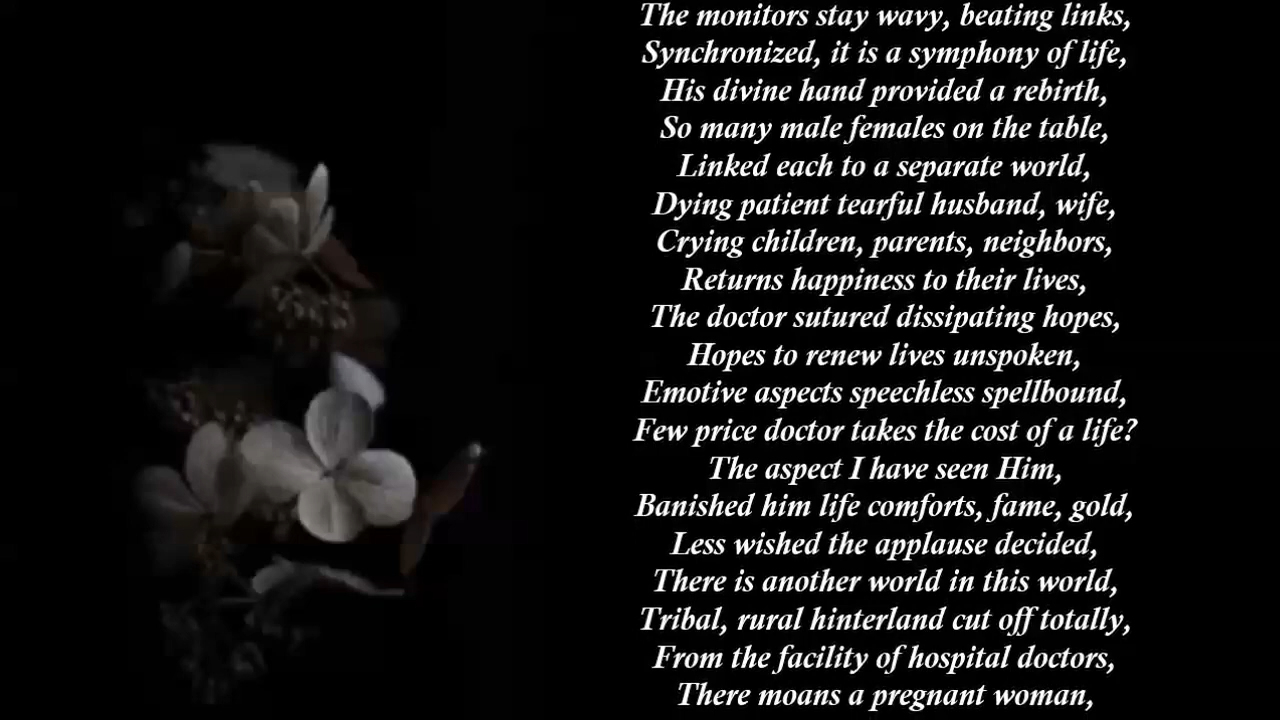 The monitors stay wavy, beating links,
Synchronized, it is a symphony of life,
His divine hand provided a rebirth,
So many male females on the table,
Linked each to a separate world,
Dying patient tearful husband, wife,
Crying children, parents, neighbors,
Returns happiness to their lives,
The doctor sutured dissipating hopes,
Hopes to renew lives unspoken,
Emotive aspects speechless spellbound,
Few price doctor takes the cost of a life?
The aspect I have seen Him,
Banished him life comforts, fame, gold,
Less wished the applause decided,
There is another world in this world,
Tribal, rural hinterland cut off totally,
From the facility of hospital doctors,
There moans a pregnant woman,